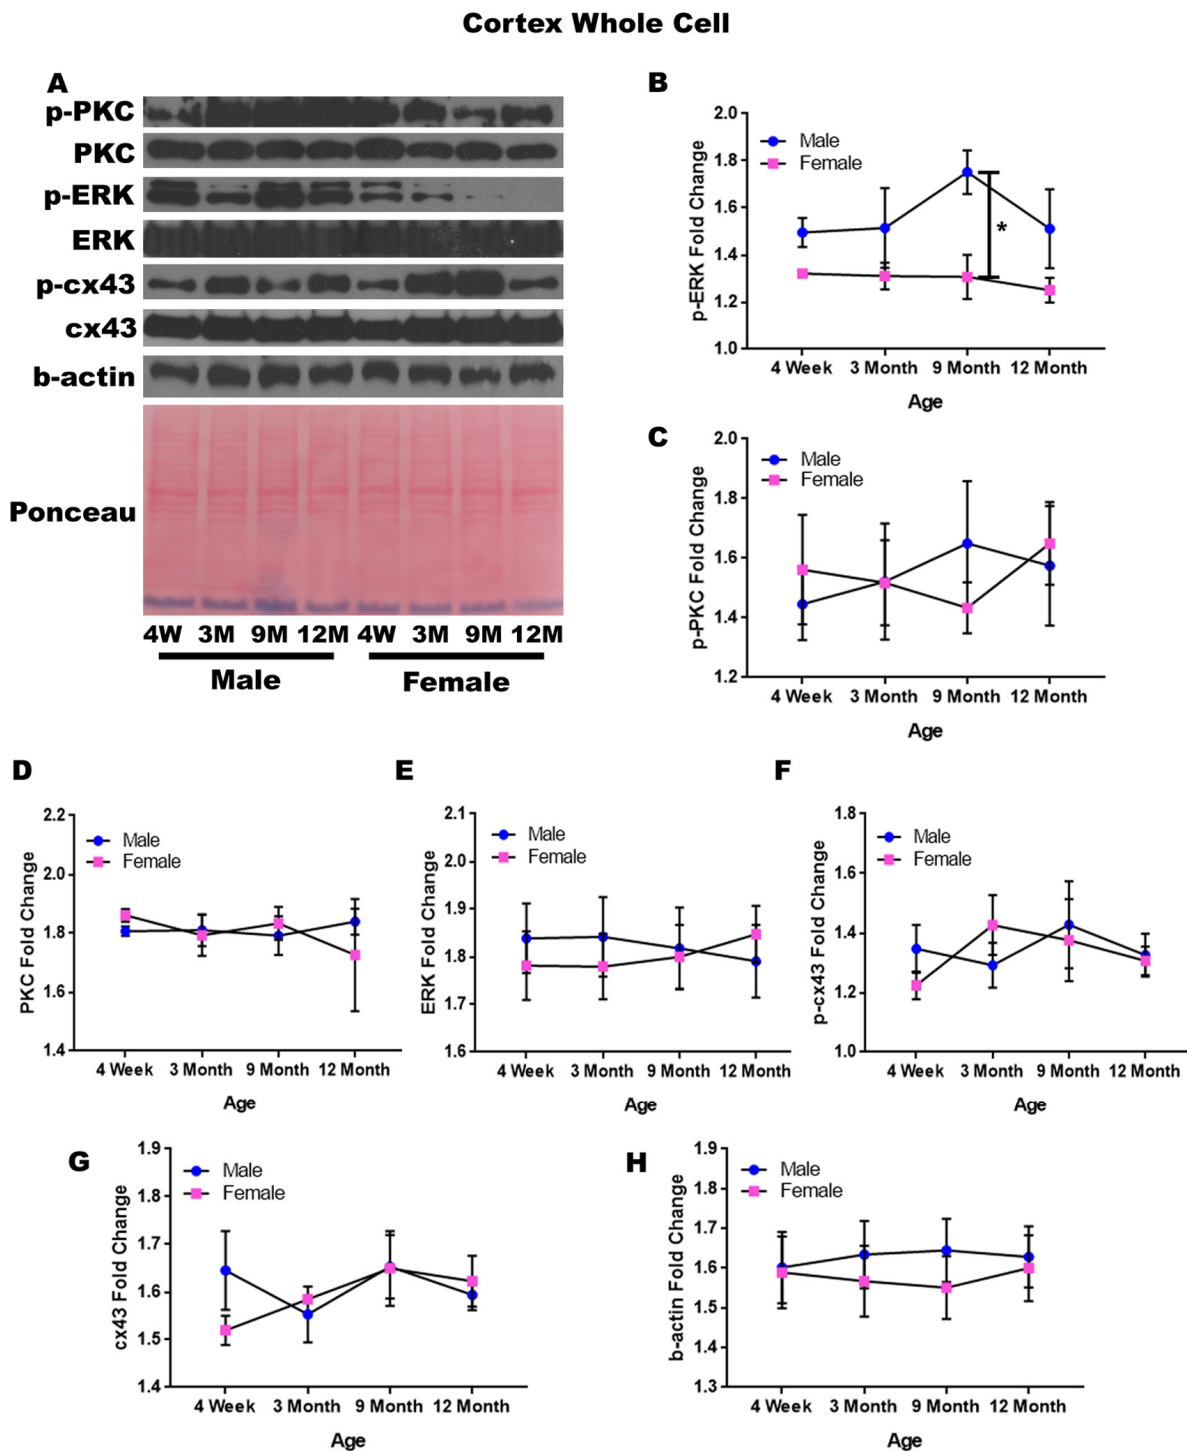 Cortex Whole Cell
A
p-PKC
PKC
p-ERK
ERK
p-cx43
cx43
b-actin
Ponceau
4W 3M 9M 12M 4W 3M 9M 12M
Male Female
B
p-ERK Fold Change
2.0
1.8
1.6
1.4
1.2
1.0
Male
Female
*
4 Week 3 Month 9 Month 12 Month
Age
C
p-PKC Fold Change
2.0
1.8
1.6
1.4
1.2
Male
Female
4 Week 3 Month 9 Month 12 Month
Age
D
PKC Fold Change
2.2
2.0
1.8
1.6
1.4
Male
Female
4 Week 3 Month 9 Month 12 Month
Age
E
ERK Fold Change
2.1
2.0
1.9
1.8
1.7
1.6
Male
Female
4 Week 3 Month 9 Month 12 Month
Age
F
p-cx43 Fold Change
1.8
1.6
1.4
1.2
1.0
Male
Female
4 Week 3 Month 9 Month 12 Month
Age
G
cx43 Fold Change
1.9
1.8
1.7
1.6
1.5
1.4
Male
Female
4 Week 3 Month 9 Month 12 Month
Age
H
b-actin Fold Change
1.9
1.8
1.7
1.6
1.5
1.4
1.3
Male
Female
4 Week 3 Month 9 Month 12 Month
Age